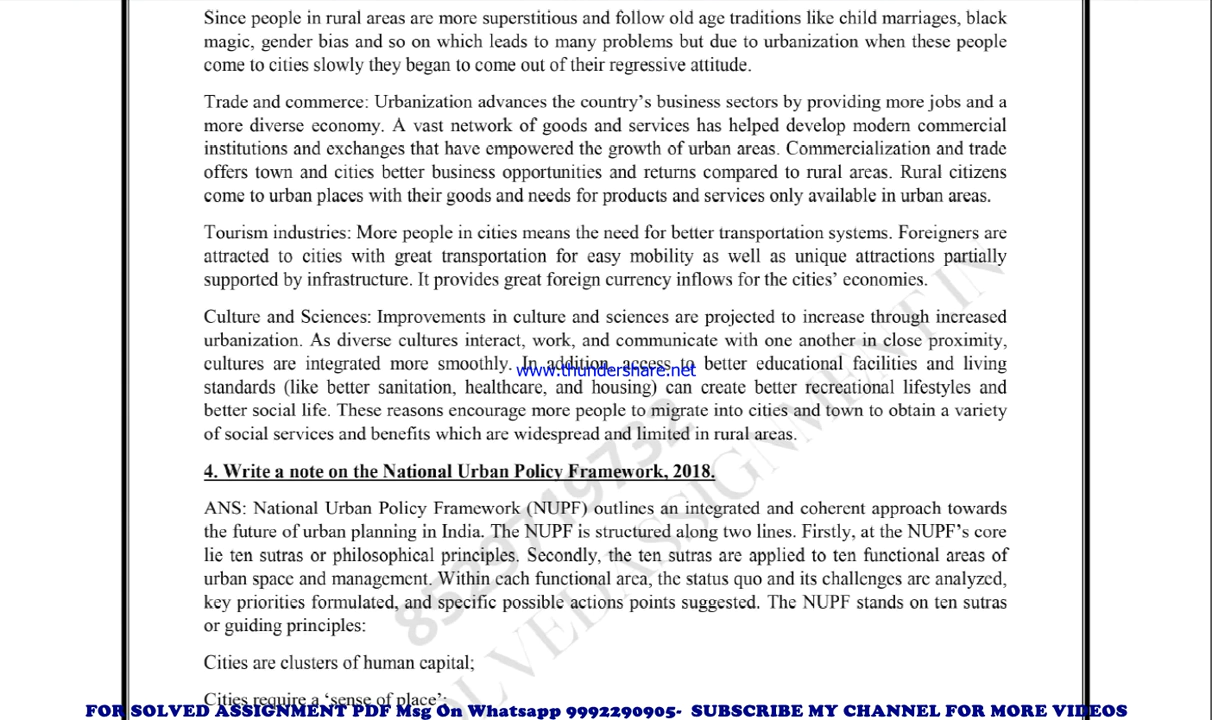 Since people in rural areas are more superstitious and follow old age traditions like child marriages, black
magic, gender bias and so on which leads to many problems but due to urbanization when these people
come to cities slowly they began to come out of their regressive attitude.
Trade and commerce: Urbanization advances the country's business sectors by providing more jobs and a
more diverse economy. A vast network of goods and services has helped develop modern commercial
institutions and exchanges that have empowered the growth of urban areas. Commercialization and trade
offers town and cities better business opportunities and returns compared to rural areas. Rural citizens
come to urban places with their goods and needs for products and services only available in urban areas.
Tourism industries: More people in cities means the need for better transportation systems. Foreigners are
attracted to cities with great transportation for easy mobility as well as unique attractions partially
supported by infrastructure. It provides great foreign currency inflows for the cities' economies.
Culture and Sciences: Improvements in culture and sciences are projected to increase through increased
urbanization. As diverse cultures interact, work, and communicate with one another in close proximity,
cultures are integrated more smoothly. In addition, access to better educational facilities and living
www.thundershare.net
standards (like better sanitation, healthcare, and housing) can create better recreational lifestyles and
better social life. These reasons encourage more people to migrate into cities and town to obtain a variety
of social services and benefits which are widespread and limited in rural areas.
4. Write a note on the National Urban Policy Framework, 2018.
ANS: National Urban Policy Framework (NUPF) outlines an integrated and coherent approach towards
the future of urban planning in India. The NUPF is structured along two lines. Firstly, at the NUPF's core
lie ten sutras or philosophical principles. Secondly, the ten sutras are applied to ten functional areas of
urban space and management. Within each functional area, the status quo and its challenges are analyzed,
key priorities formulated, and specific possible actions points suggested. The NUPF stands on ten sutras
or guiding principles:
Cities are clusters of human capital;
Cities require a 'sense of place';
8529719732
SOLVED ASSIGNMENT IN
FOR SOLVED ASSIGNMENT PDF Msg On Whatsapp 9992290905- SUBSCRIBE MY CHANNEL FOR MORE VIDEOS